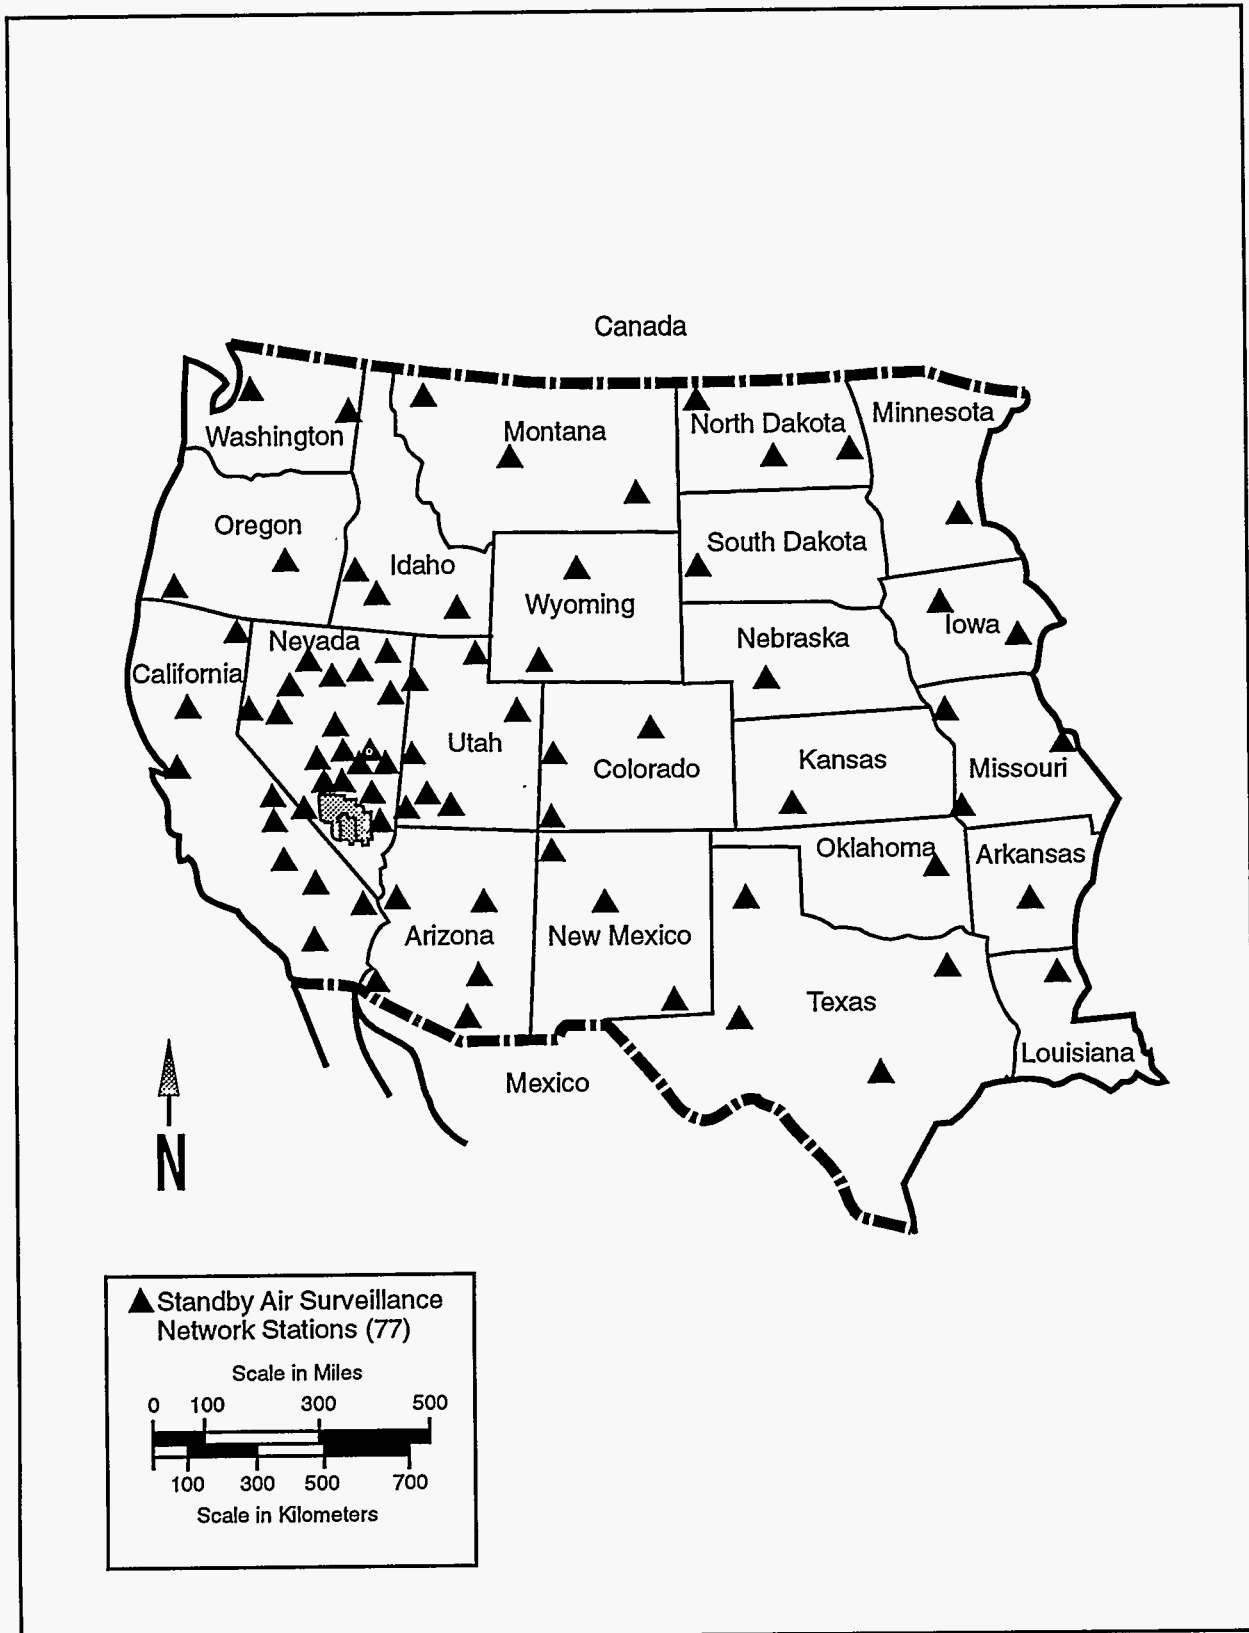 Canada
Washington
Montana
North Dakota
Minnesota
Oregon
Idaho
South Dakota
Wyoming
Iowa
Nevada
Nebraska
California
Utah
Colorado
Kansas
Missouri
Oklahoma
Arkansas
Arizona
New Mexico
Texas
Louisiana
Mexico
N
Standby Air Surveillance
Network Stations (77)
Scale in Miles
0 100 300 500
100 300 500 700
Scale in Kilometers